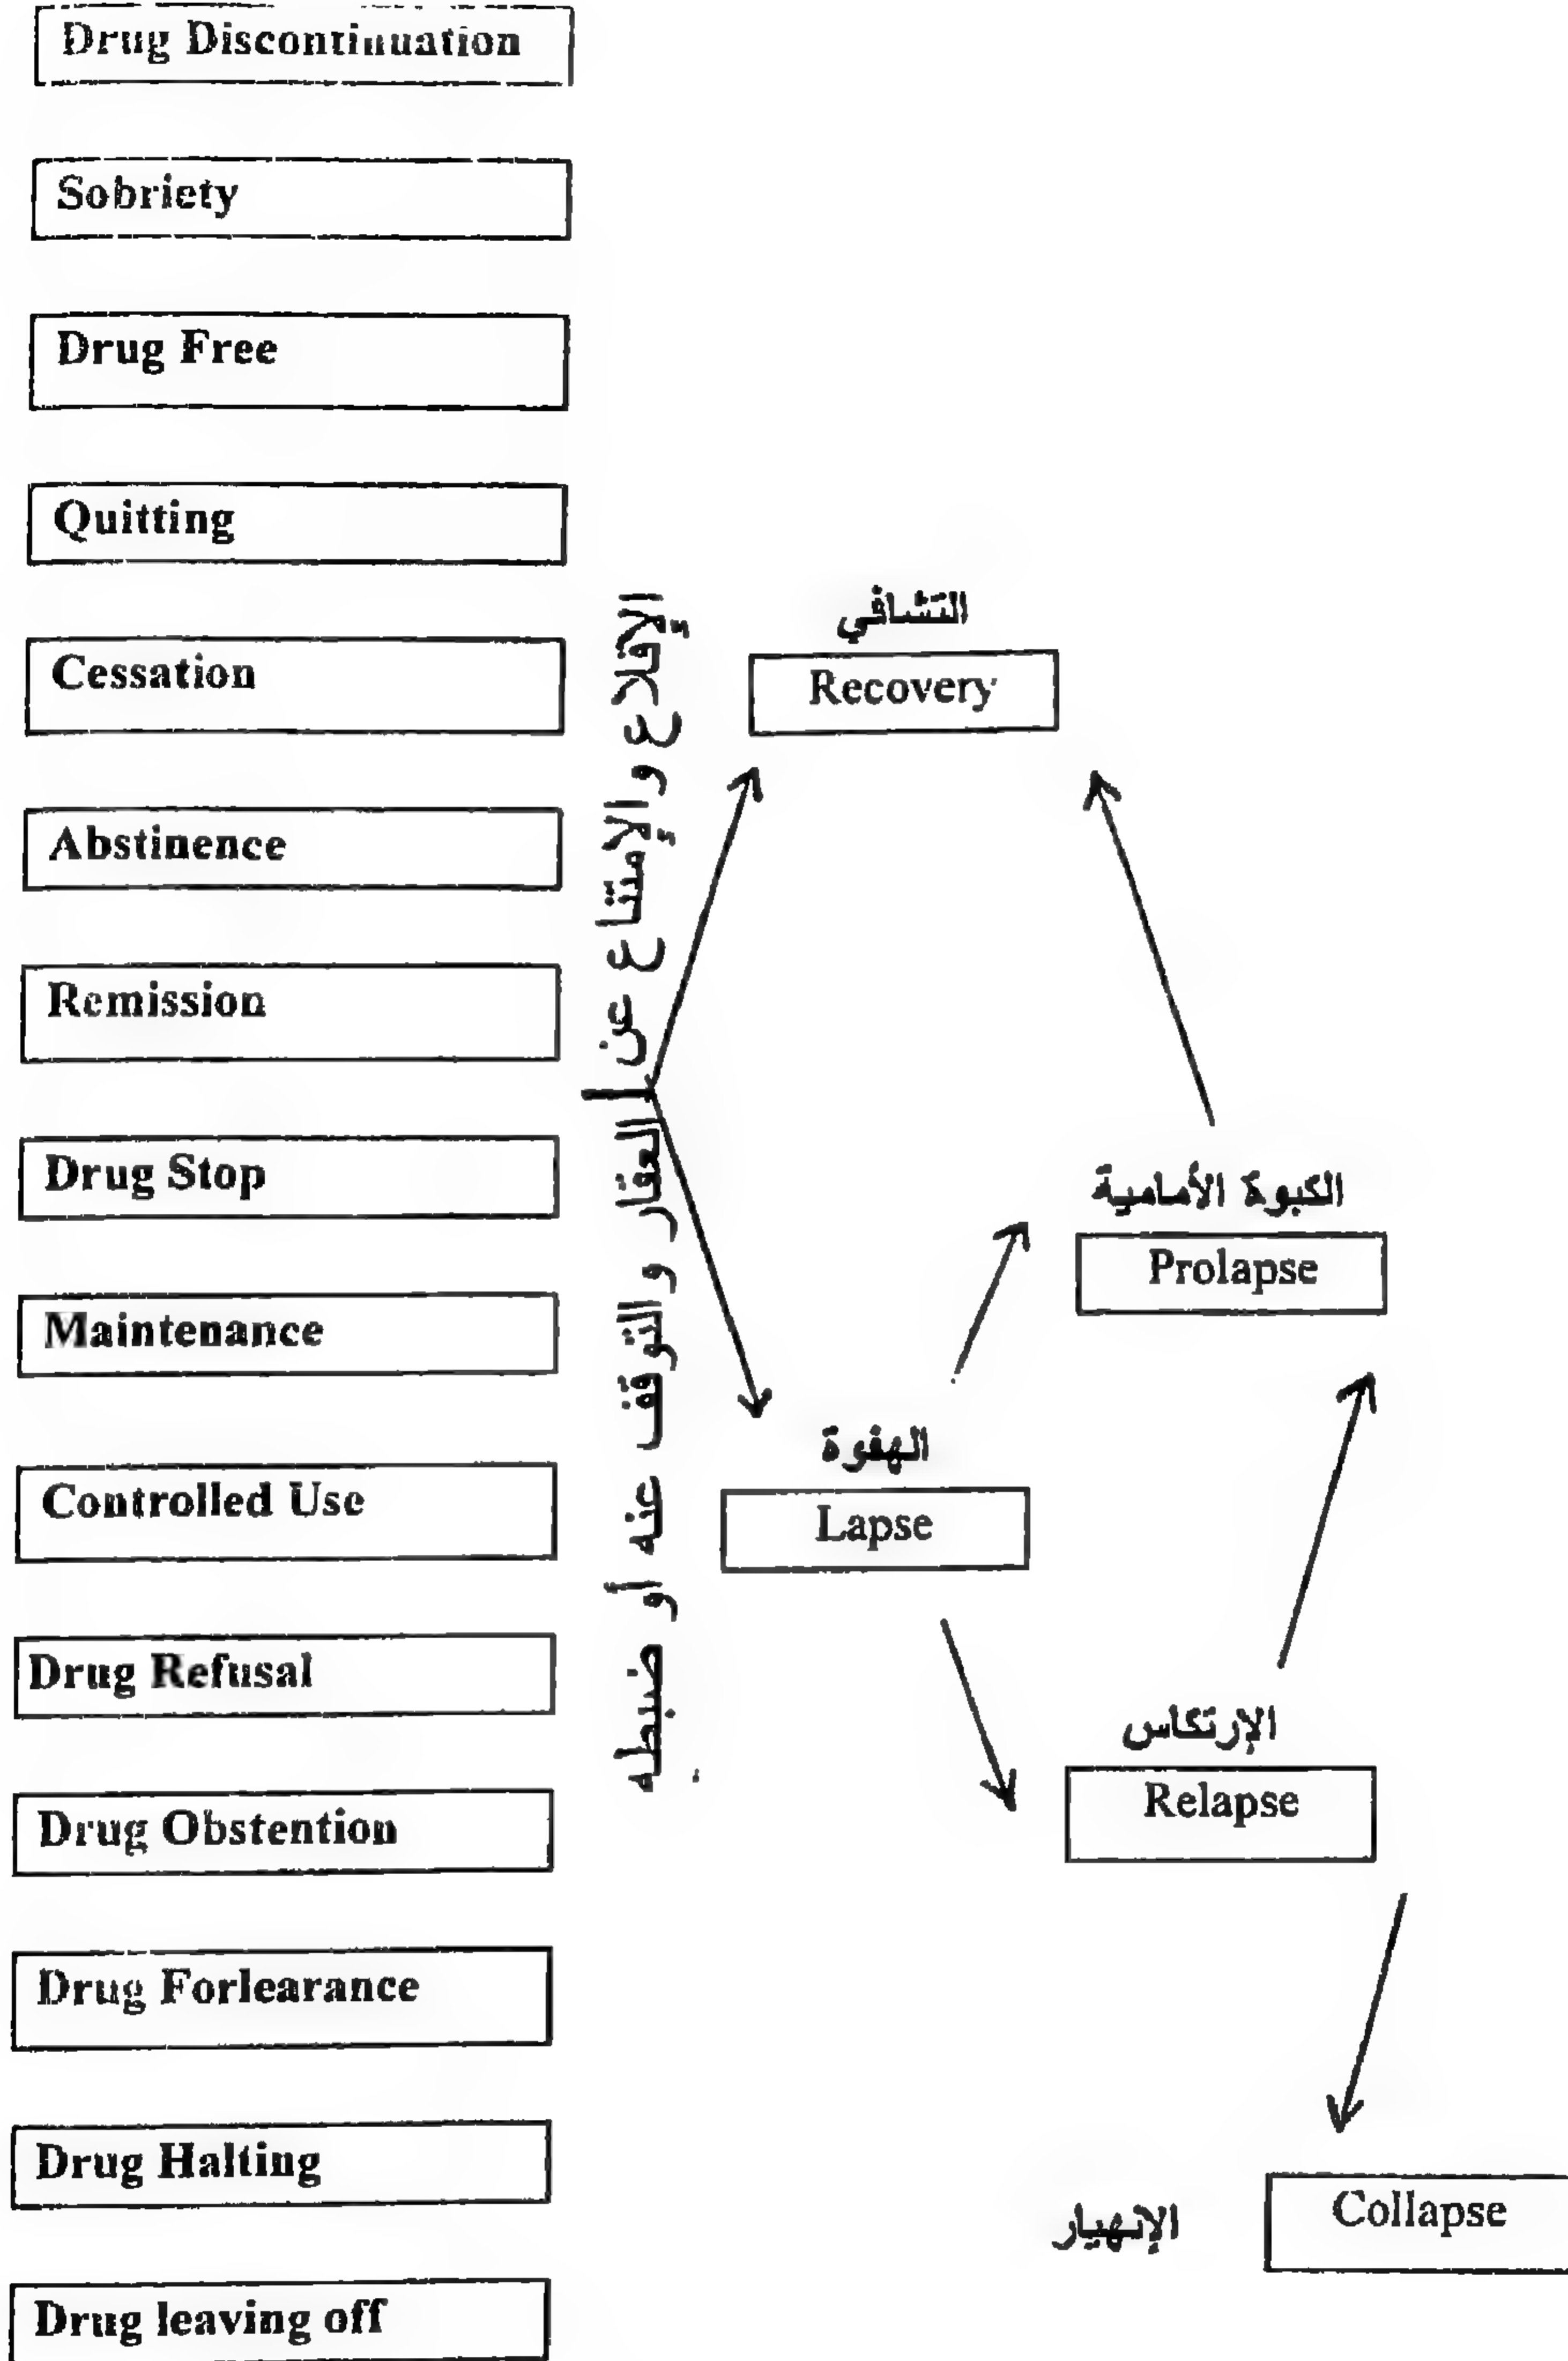 Drug Discontinuation
Sobriety
Drug Free
Quitting
Cessation
Abstinence
Remission
Drug Stop
Maintenance
Controlled Use
Drug Refusal
Drug Obstention
Drug Forlearance
Drug Halting
Drug leaving off
الإقلاع والإمتناع عن العقار والتوقف عنه أو ضبطه
التشافي
Recovery
الكبوة الأمامية
Prolapse
الهفوة
Lapse
الإرتكاس
Relapse
الإنهيار
Collapse